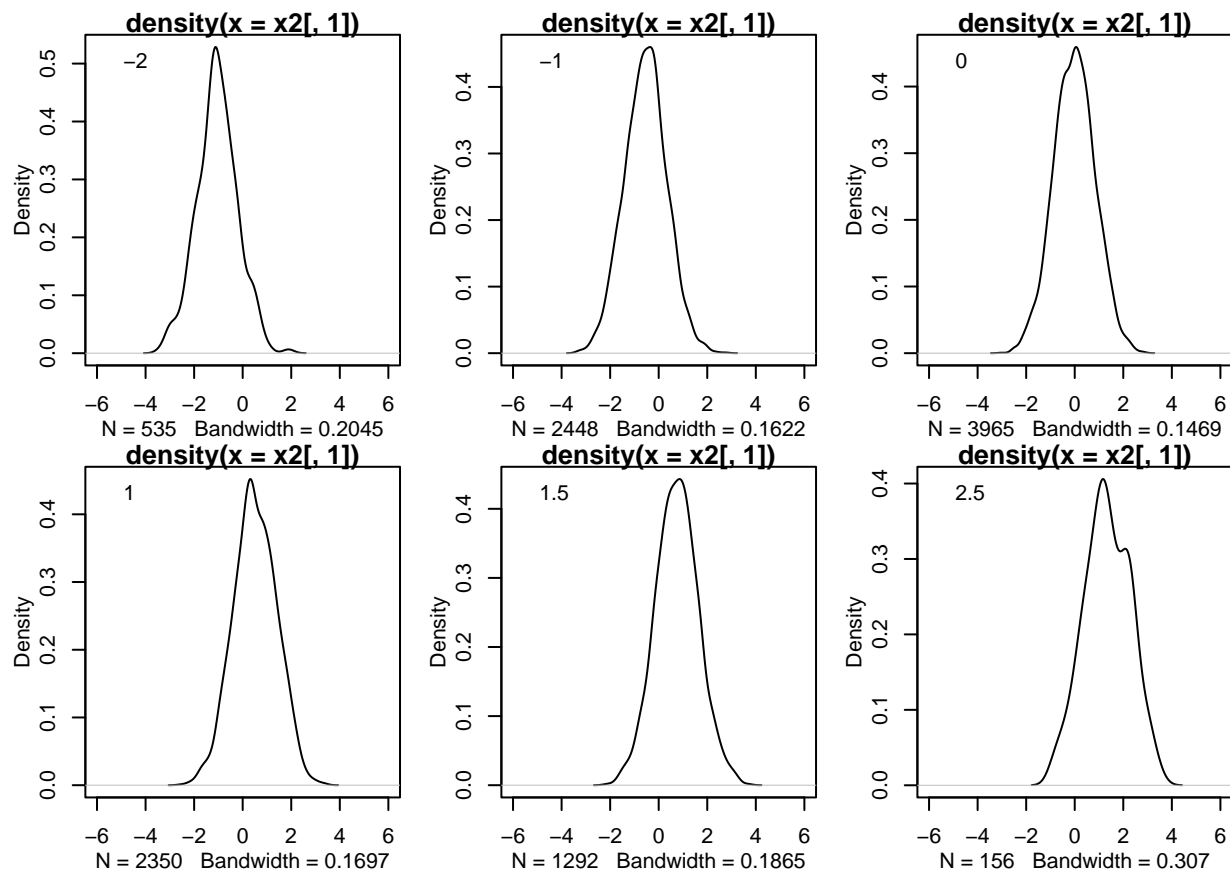 density(x = x2[, 1])
−2
Density
0.0 0.1 0.2 0.3 0.4 0.5
−6 −4 −2 0 2 4 6
N = 535 Bandwidth = 0.2045
density(x = x2[, 1])
−1
Density
0.0 0.1 0.2 0.3 0.4
−6 −4 −2 0 2 4 6
N = 2448 Bandwidth = 0.1622
density(x = x2[, 1])
0
Density
0.0 0.1 0.2 0.3 0.4
−6 −4 −2 0 2 4 6
N = 3965 Bandwidth = 0.1469
density(x = x2[, 1])
1
Density
0.0 0.1 0.2 0.3 0.4
−6 −4 −2 0 2 4 6
N = 2350 Bandwidth = 0.1697
density(x = x2[, 1])
1.5
Density
0.0 0.1 0.2 0.3 0.4
−6 −4 −2 0 2 4 6
N = 1292 Bandwidth = 0.1865
density(x = x2[, 1])
2.5
Density
0.0 0.1 0.2 0.3 0.4
−6 −4 −2 0 2 4 6
N = 156 Bandwidth = 0.307